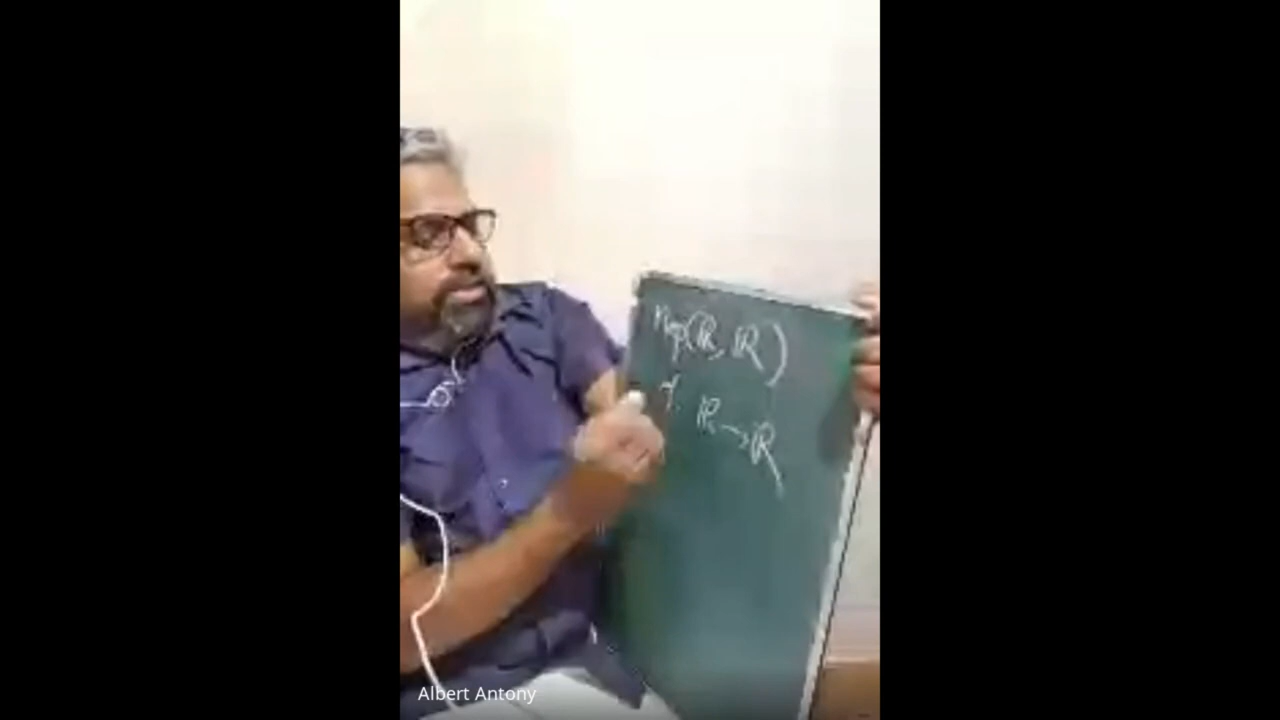 Map(ℝ, ℝ)
f: ℝ → ℝ
Albert Antony